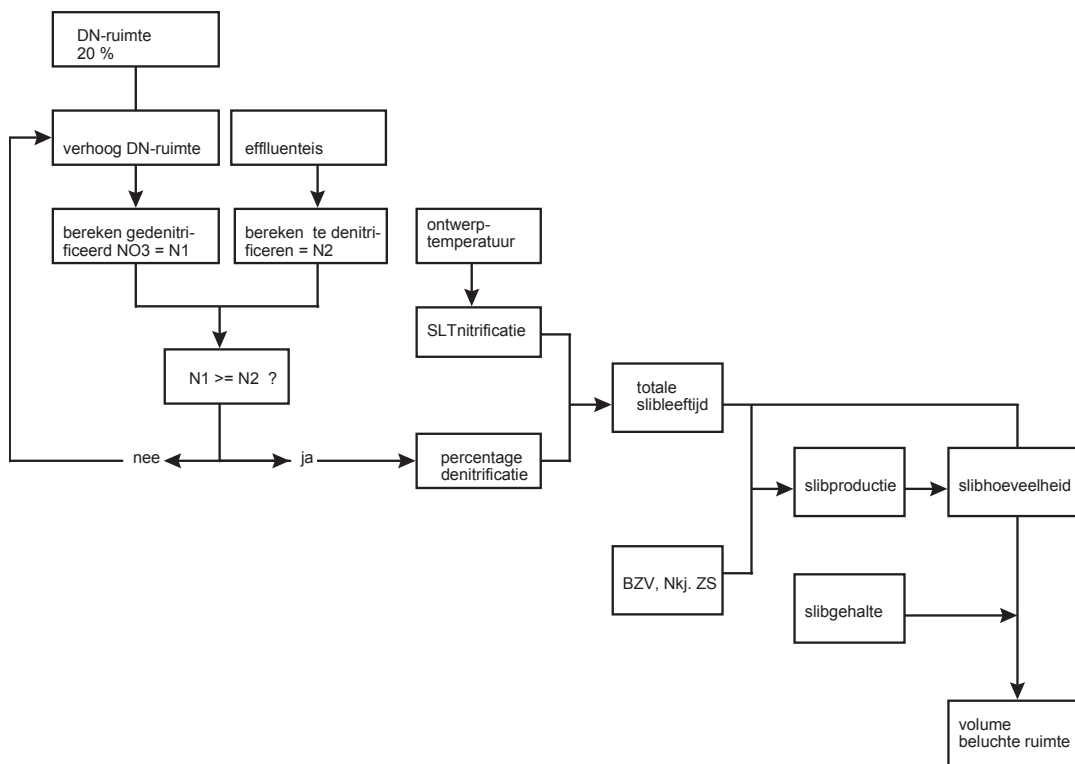 DN-ruimte
20 %
verhoog DN-ruimte
efflluenteis
bereken gedenitri-
ficeerd NO3 = N1
bereken te denitri-
ficeren = N2
ontwerp-
temperatuur
SLTnitrificatie
N1 >= N2 ?
totale
slibleeftijd
nee
ja
percentage
denitrificatie
slibproductie
slibhoeveelheid
BZV, Nkj. ZS
slibgehalte
volume
beluchte ruimte